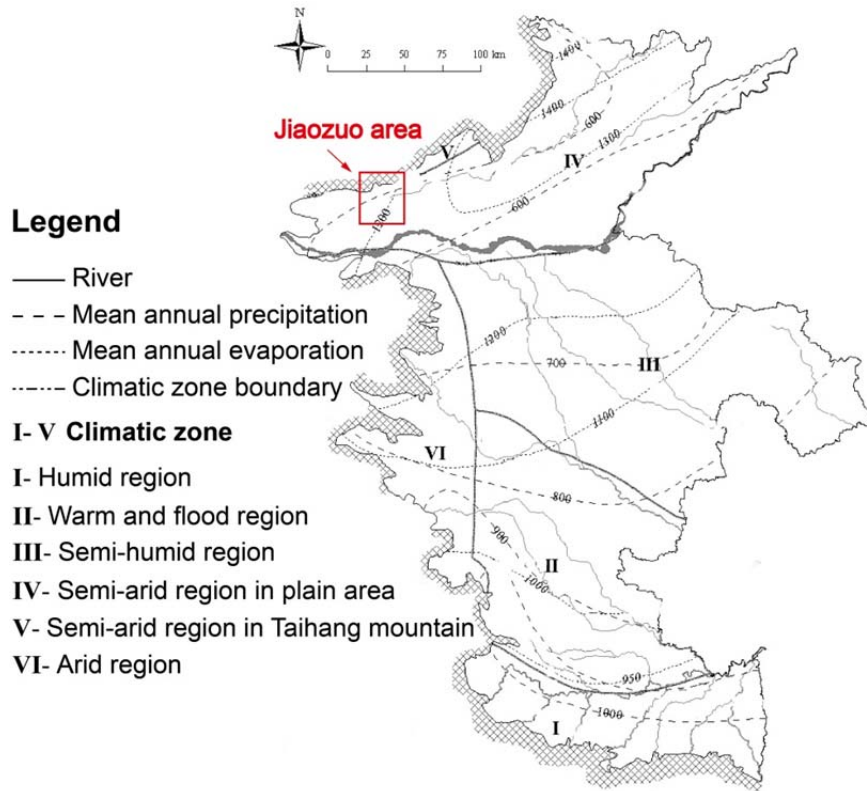 0 25 50 100 km
1400
1400
600
1300
Jiaozuo area
V
IV
600
1200
Legend
River
Mean annual precipitation
Mean annual evaporation
Climatic zone boundary
I- V Climatic zone
I- Humid region
II- Warm and flood region
III- Semi-humid region
IV- Semi-arid region in plain area
V- Semi-arid region in Taihang mountain
VI- Arid region
1200
700
III
1100
VI
800
900
II
1000
950
1000
I